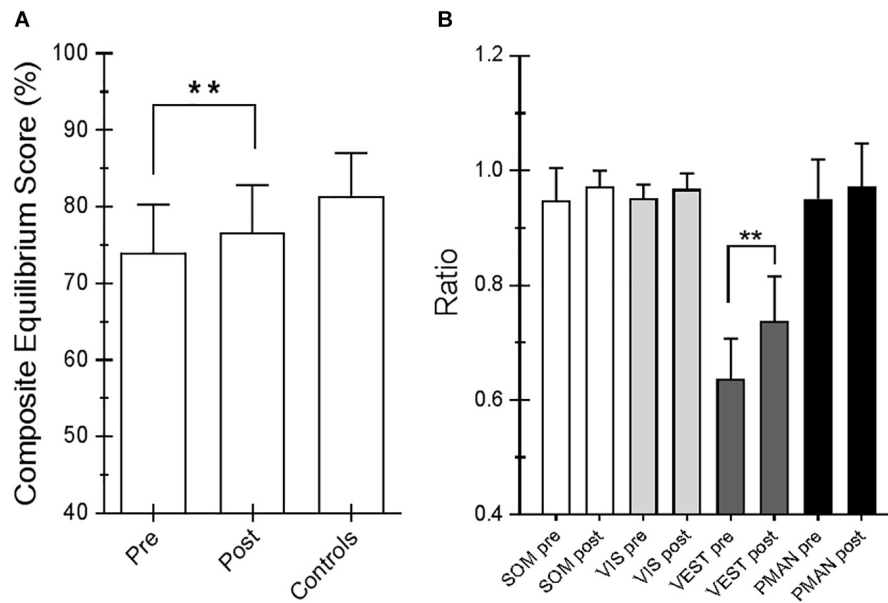 A
Composite Equilibrium Score (%)
100
90
80
70
60
50
40
**
Pre
Post
Controls
B
Ratio
1.2
1.0
0.8
0.6
0.4
**
SOM pre
SOM post
VIS pre
VIS post
VEST pre
VEST post
PMAN pre
PMAN post